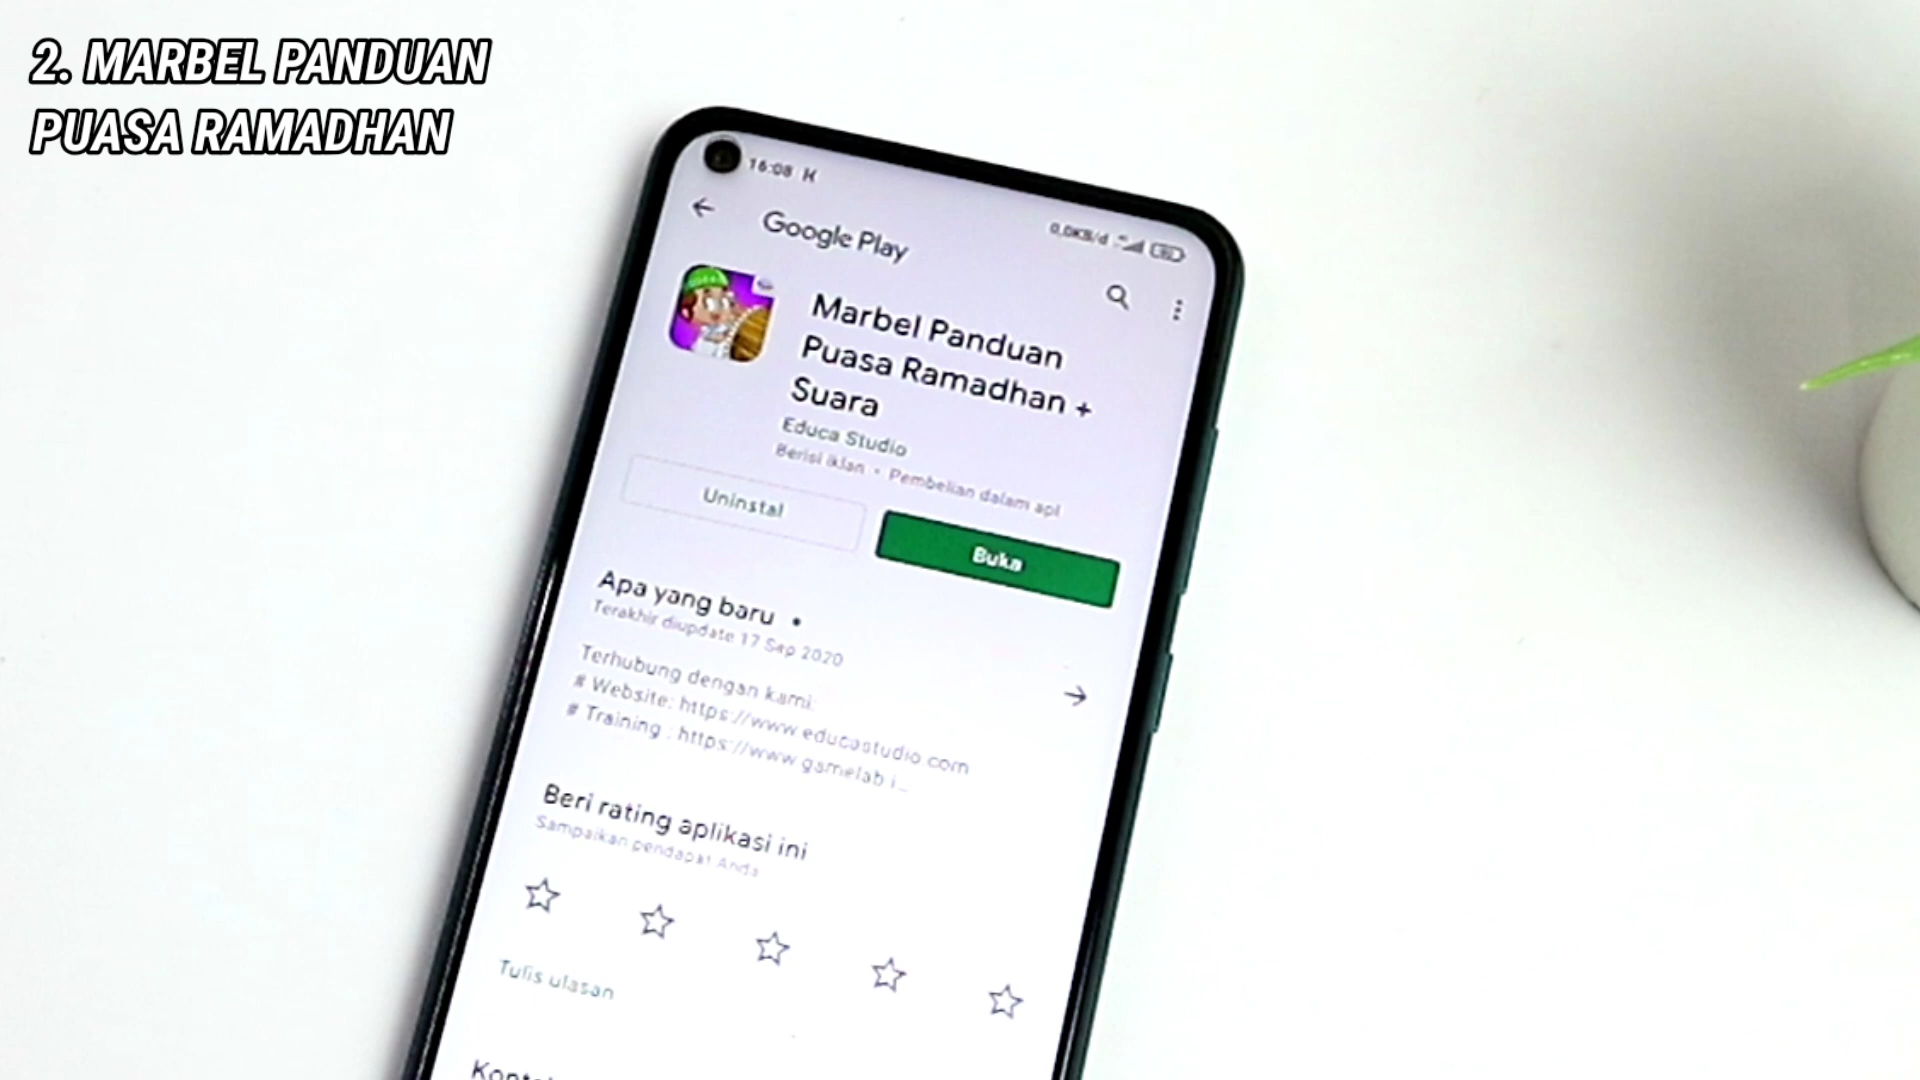 2. MARBEL PANDUAN
PUASA RAMADHAN
16:08
0,0KB/d
Google Play
Marbel Panduan
Puasa Ramadhan +
Suara
Educa Studio
Berisi iklan • Pembelian dalam apl
Uninstal
Buka
Apa yang baru •
Terakhir diupdate 17 Sep 2020
Terhubung dengan kami:
# Website: https://www.educastudio.com
# Training : https://www.gamelab.i...
Beri rating aplikasi ini
Sampaikan pendapat Anda
Tulis ulasan